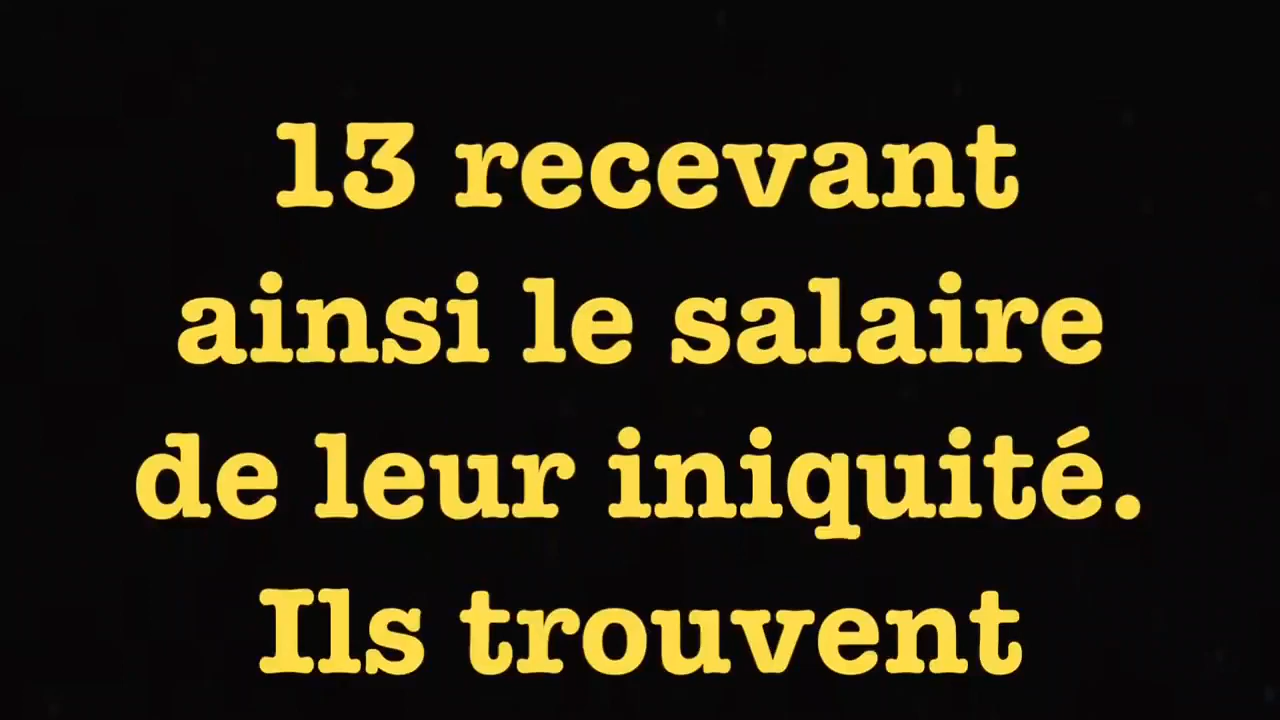 13 recevant
ainsi le salaire
de leur iniquité.
Ils trouvent